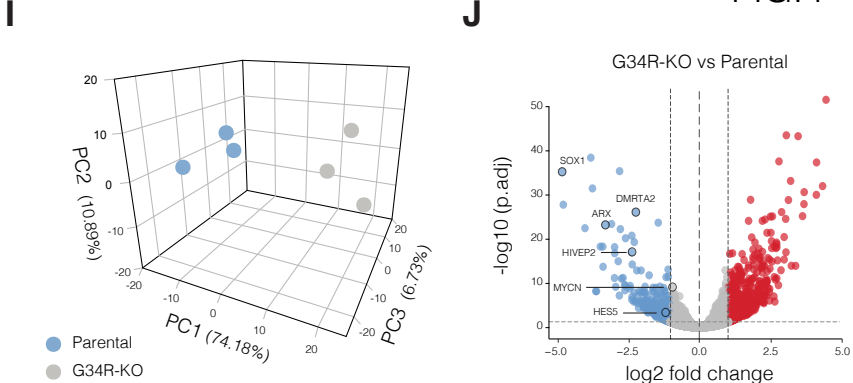 I
J
G34R-KO vs Parental
20
10
0
-10
-20
PC2 (10.89%)
-20
-10
0
10
20
PC1 (74.18%)
20
10
0
-10
-20
PC3 (6.73%)
Parental
G34R-KO
50
40
30
20
10
0
-log10 (p.adj)
SOX1
DMRTA2
ARX
HIVEP2
MYCN
HES5
−5.0
−2.5
0.0
2.5
5.0
log2 fold change